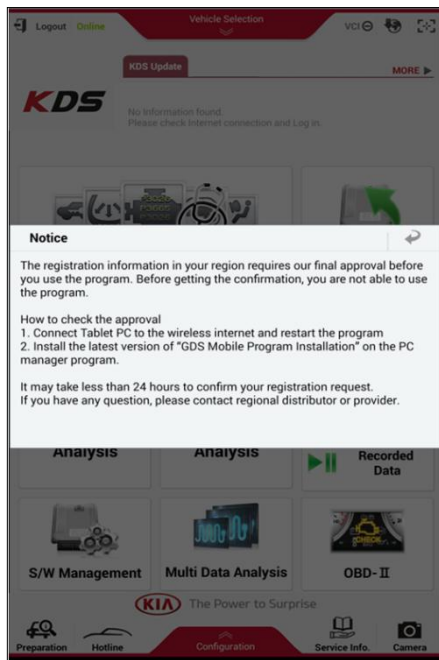 Logout Online
Vehicle Selection
VCI
KDS Update
MORE
KDS
No Information found.
Please check Internet connection and Log in.
Notice
The registration information in your region requires our final approval before
you use the program. Before getting the confirmation, you are not able to use
the program.
How to check the approval
1. Connect Tablet PC to the wireless internet and restart the program
2. Install the latest version of "GDS Mobile Program Installation" on the PC
manager program.
It may take less than 24 hours to confirm your registration request.
If you have any question, please contact regional distributor or provider.
Analysis
Analysis
Recorded
Data
CHECK
S/W Management
Multi Data Analysis
OBD-Ⅱ
KIA The Power to Surprise
Preparation
Hotline
Configuration
Service Info.
Camera